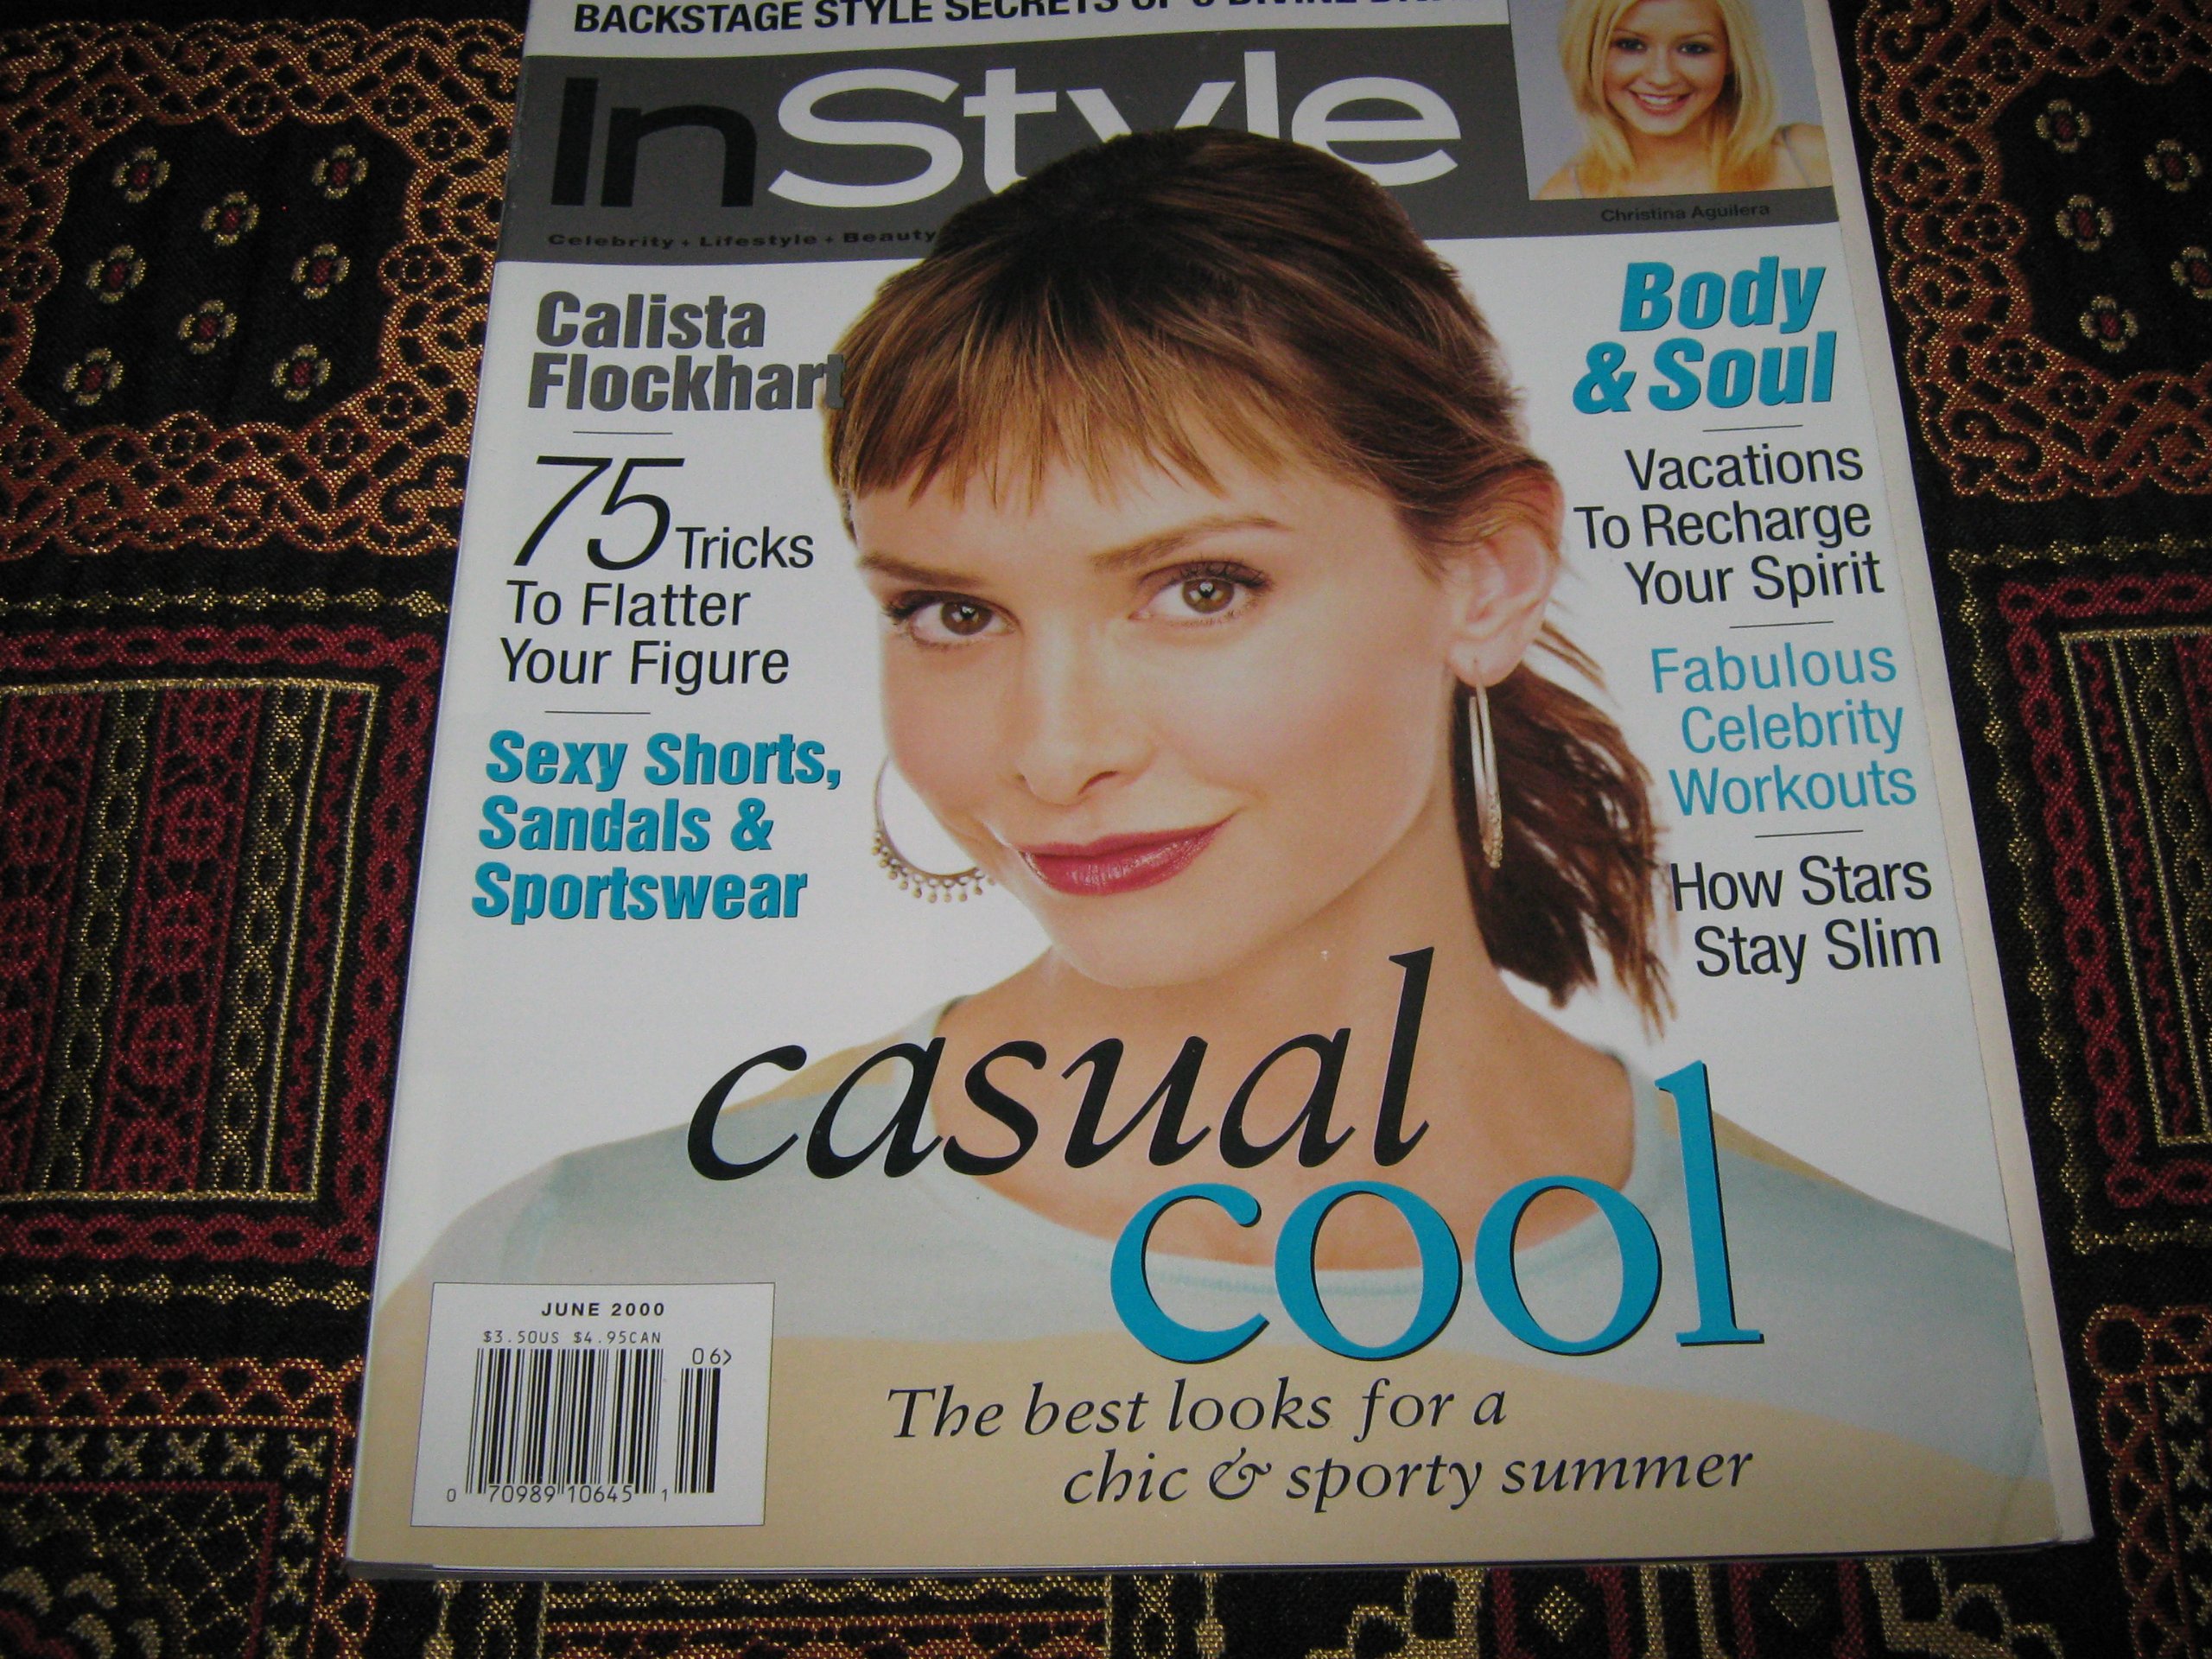 BACKSTAGE STYLE SECRETS OF
InStyle
Christina Aguilera
Celebrity + Lifestyle + Beauty
Calista
Flockhart
75 Tricks
To Flatter
Your Figure
Sexy Shorts,
Sandals &
Sportswear
Body
& Soul
Vacations
To Recharge
Your Spirit
Fabulous
Celebrity
Workouts
How Stars
Stay Slim
casual
cool
The best looks for a
chic & sporty summer
JUNE 2000
$3.50US $4.95CAN
06>
0 70989 10645 1